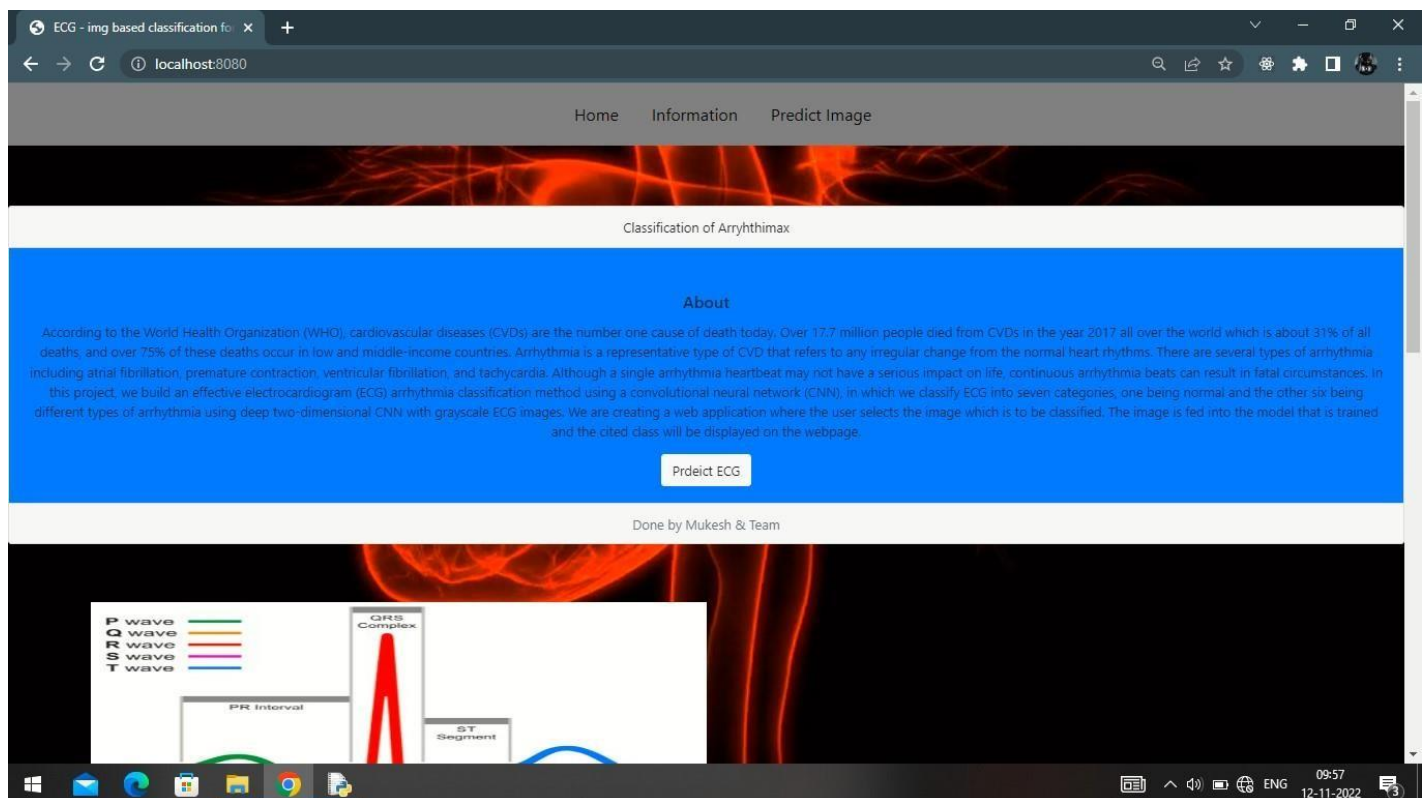 ECG - img based classification fo
localhost:8080
Home Information Predict Image
Classification of Arryhthimax
About
According to the World Health Organization (WHO), cardiovascular diseases (CVDs) are the number one cause of death today. Over 17.7 million people died from CVDs in the year 2017 all over the world which is about 31% of all
deaths, and over 75% of these deaths occur in low and middle-income countries. Arrhythmia is a representative type of CVD that refers to any irregular change from the normal heart rhythms. There are several types of arrhythmia
including atrial fibrillation, premature contraction, ventricular fibrillation, and tachycardia. Although a single arrhythmia heartbeat may not have a serious impact on life, continuous arrhythmia beats can result in fatal circumstances. In
this project, we build an effective electrocardiogram (ECG) arrhythmia classification method using a convolutional neural network (CNN), in which we classify ECG into seven categories, one being normal and the other six being
different types of arrhythmia using deep two-dimensional CNN with grayscale ECG images. We are creating a web application where the user selects the image which is to be classified. The image is fed into the model that is trained
and the cited class will be displayed on the webpage.
Prdeict ECG
Done by Mukesh & Team
P wave
Q wave
R wave
S wave
T wave
QRS
Complex
PR Interval
ST
Segment
ENG
09:57
12-11-2022
3